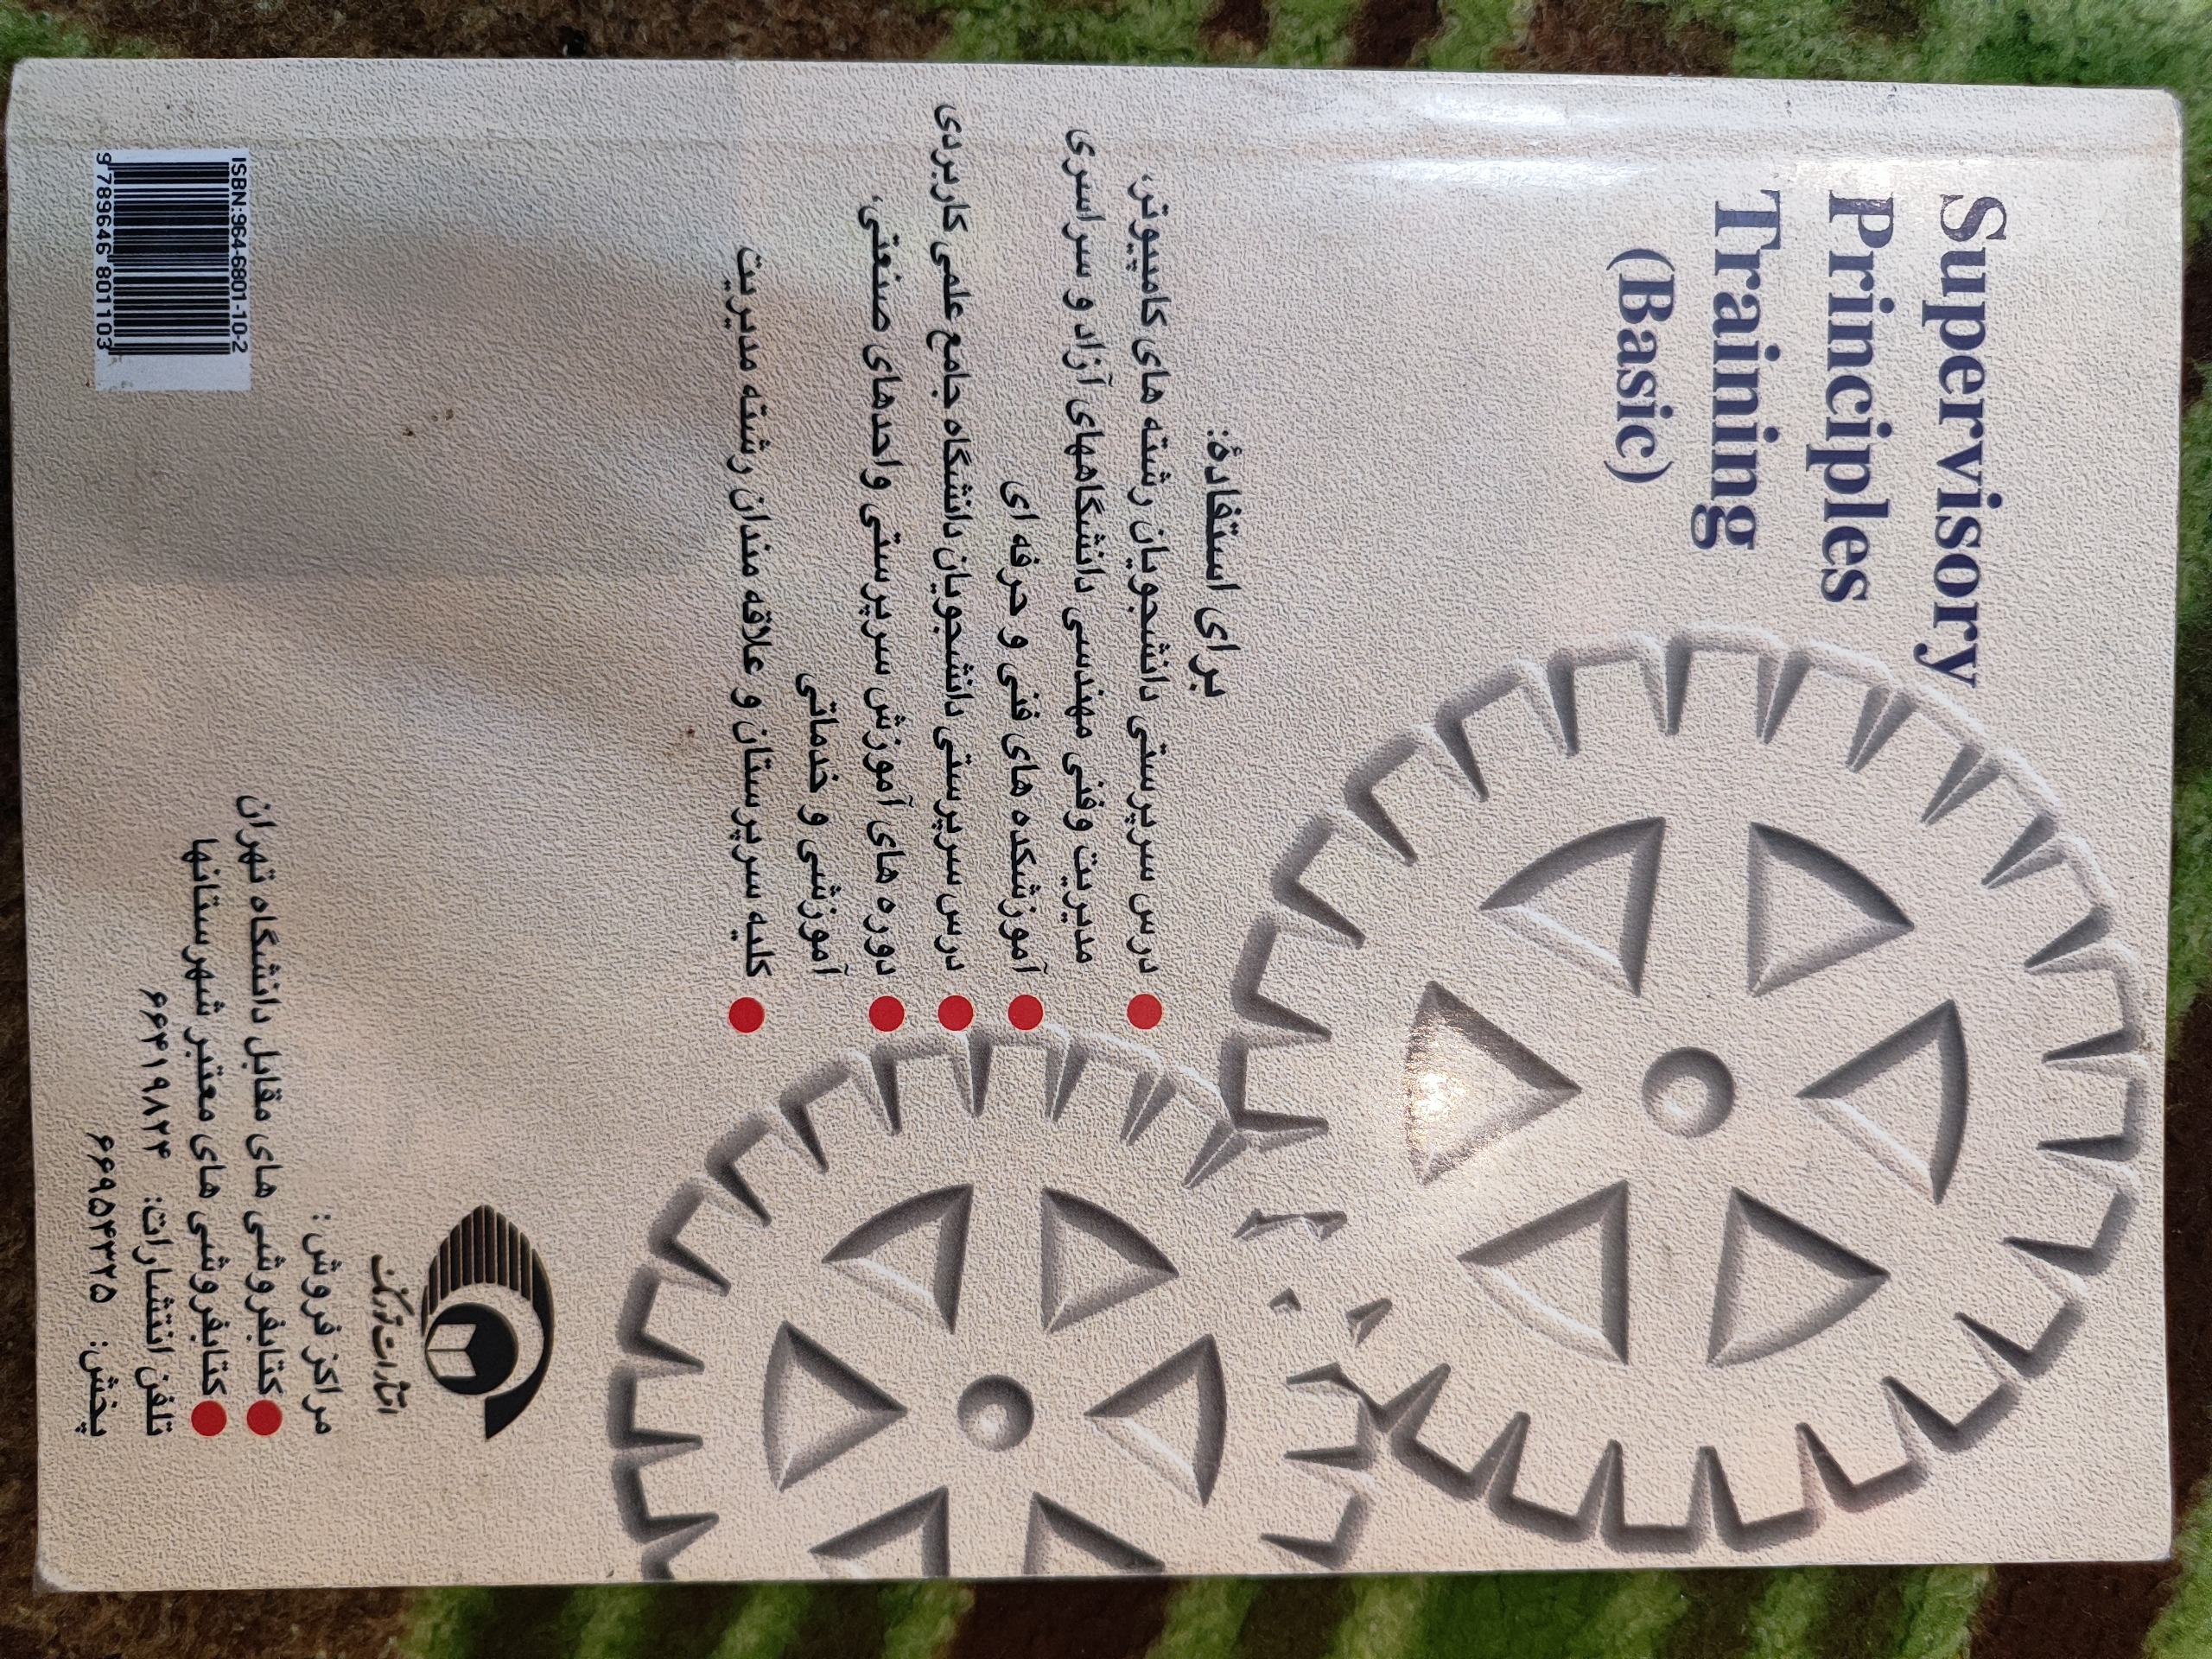 Supervisory
Principles
Training
(Basic)
برای استفادهٔ:
درس سرپرستی دانشجویان رشته های کامپیوتر،
مدیریت وفنی مهندسی دانشگاههای آزاد و سراسری
آموزشکده های فنی و حرفه ای
درس سرپرستی دانشجویان دانشگاه جامع علمی کاربردی
دوره های آموزش سرپرستی واحدهای صنعتی،
آموزشی و خدماتی
کلیه سرپرستان و علاقه مندان رشته مدیریت
انتشارات ترمه
مراکز فروش:
کتابفروشی های مقابل دانشگاه تهران
کتابفروشی های معتبر شهرستانها
تلفن انتشارات: ۶۶۴۱۹۸۲۴
پخش: ۶۶۹۵۴۳۲۵
ISBN:964-6801-10-2
9 789646 801103